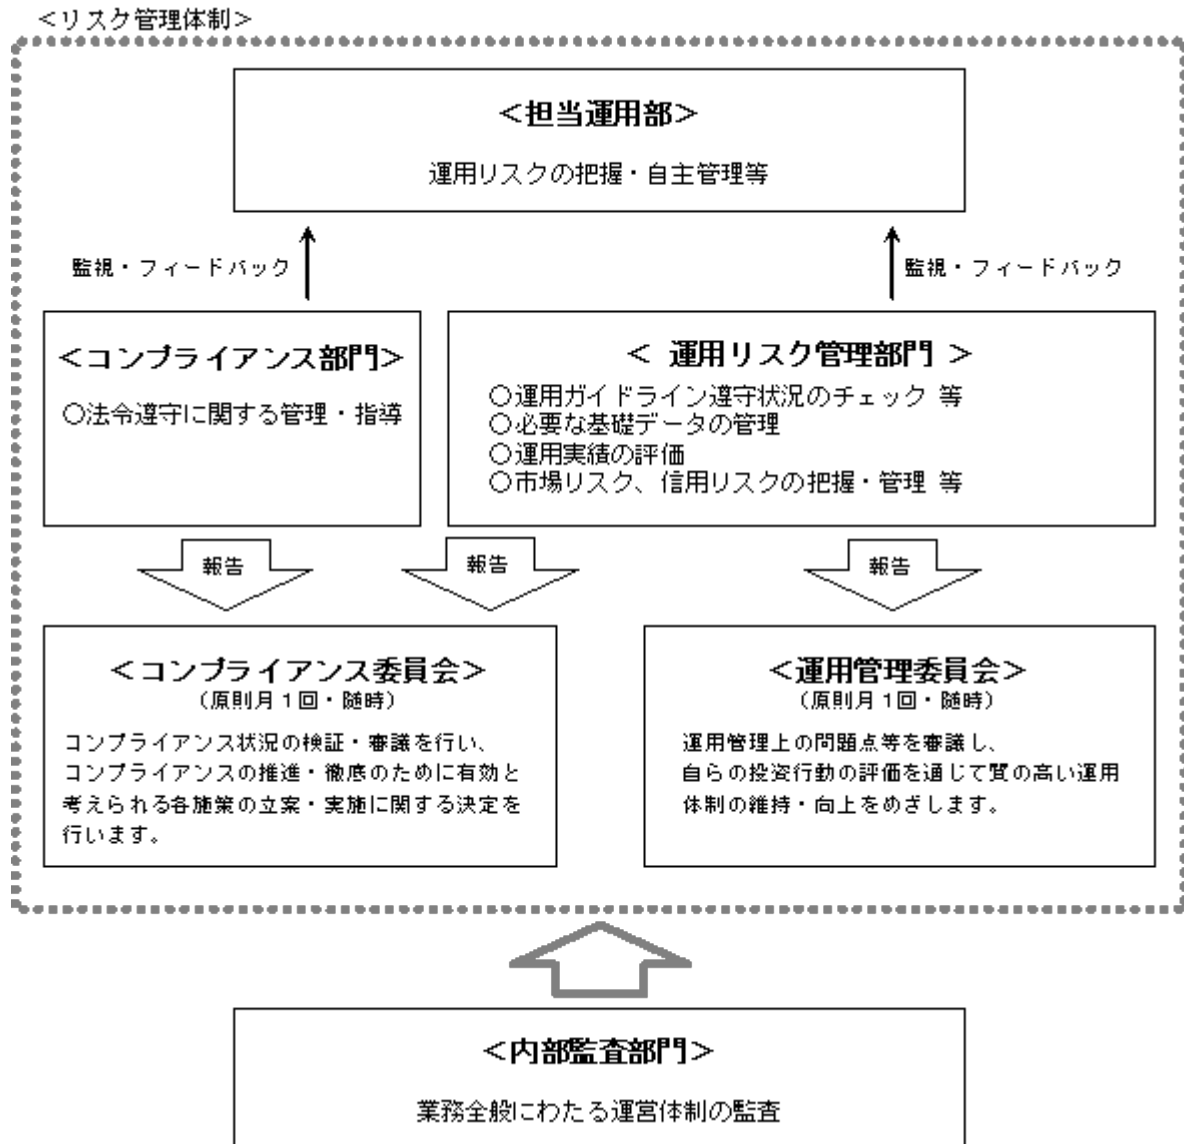 ＜リスク管理体制＞
＜担当運用部＞
運用リスクの把握・自主管理等
監視・フィードバック
監視・フィードバック
＜コンプライアンス部門＞
○法令遵守に関する管理・指導
＜ 運用リスク管理部門 ＞
○運用ガイドライン遵守状況のチェック 等
○必要な基礎データの管理
○運用実績の評価
○市場リスク、信用リスクの把握・管理 等
報告
報告
報告
＜コンプライアンス委員会＞
（原則月１回・随時）
コンプライアンス状況の検証・審議を行い、
コンプライアンスの推進・徹底のために有効と
考えられる各施策の立案・実施に関する決定を
行います。
＜運用管理委員会＞
（原則月１回・随時）
運用管理上の問題点等を審議し、
自らの投資行動の評価を通じて質の高い運用
体制の維持・向上をめざします。
＜内部監査部門＞
業務全般にわたる運営体制の監査